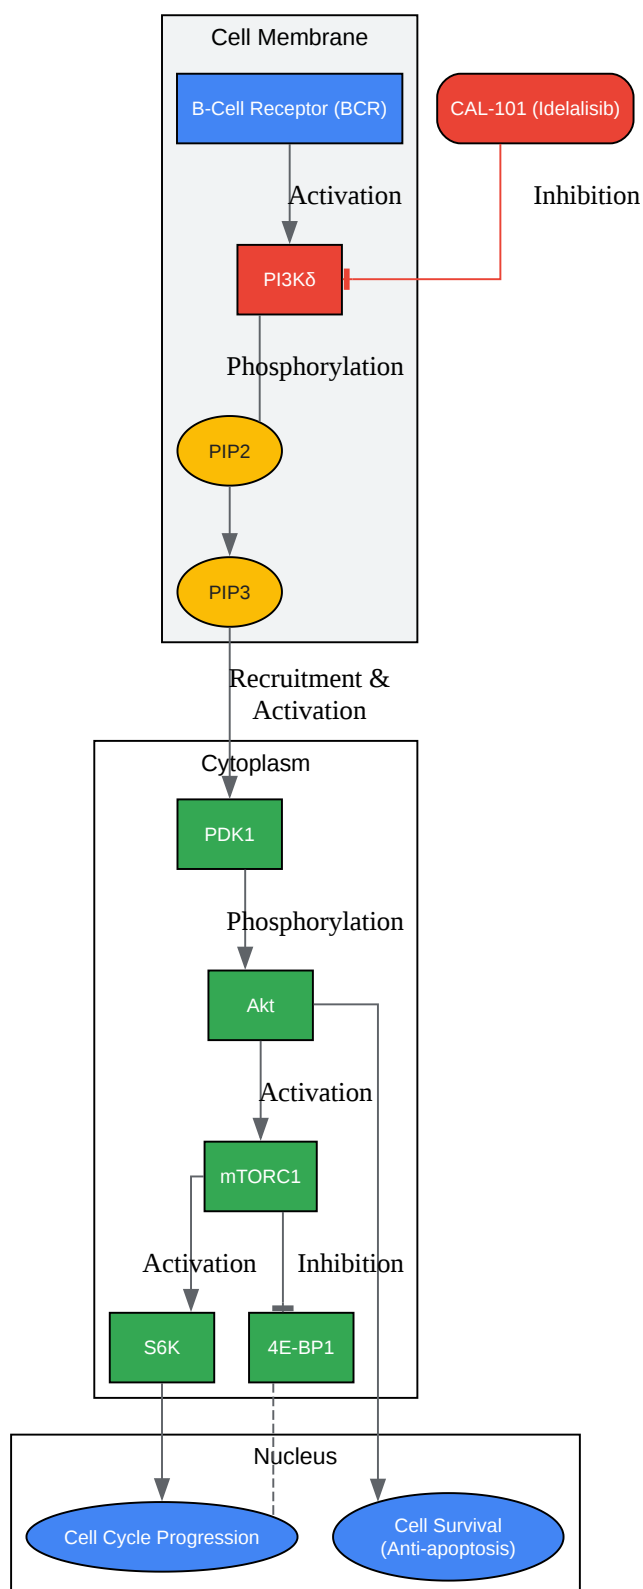 Cell Membrane
B-Cell Receptor (BCR)
CAL-101 (Idelalisib)
Activation
Inhibition
PI3Kδ
Phosphorylation
PIP2
PIP3
Recruitment &
Activation
Cytoplasm
PDK1
Phosphorylation
Akt
Activation
mTORC1
Activation
Inhibition
S6K
4E-BP1
Nucleus
Cell Cycle Progression
Cell Survival
(Anti-apoptosis)